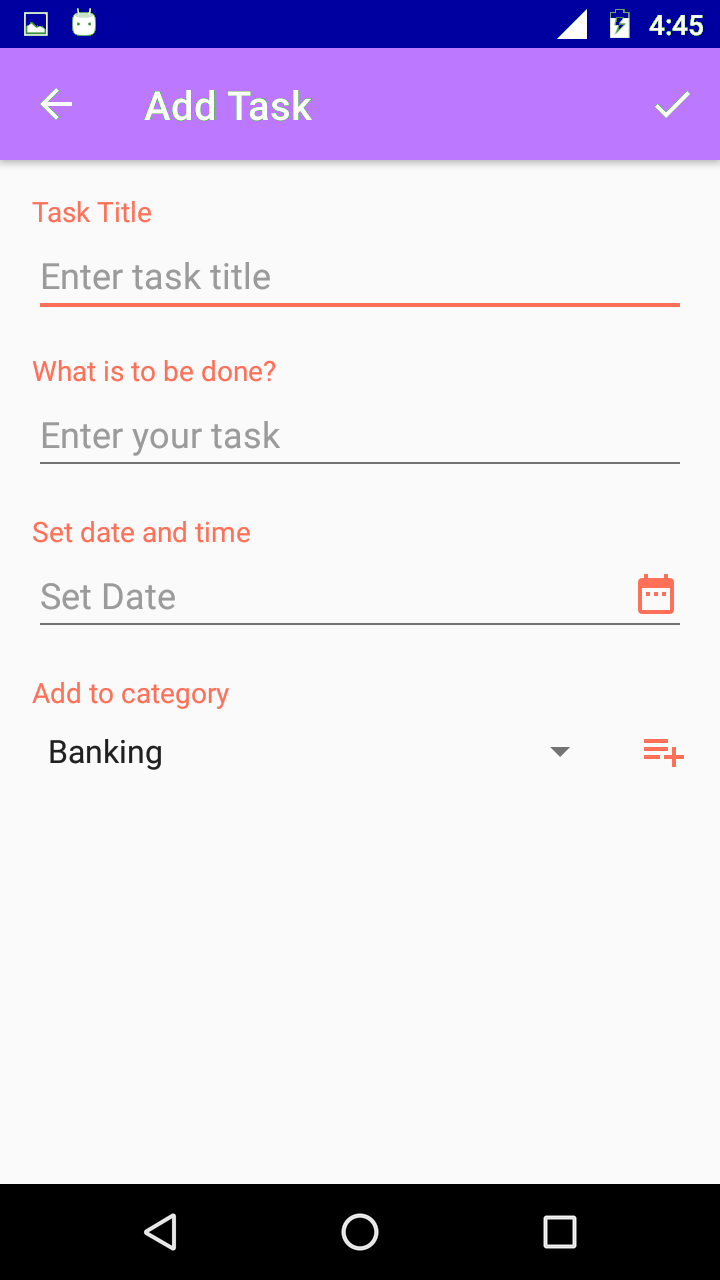 4:45
Add Task
Task Title
Enter task title
What is to be done?
Enter your task
Set date and time
Set Date
Add to category
Banking